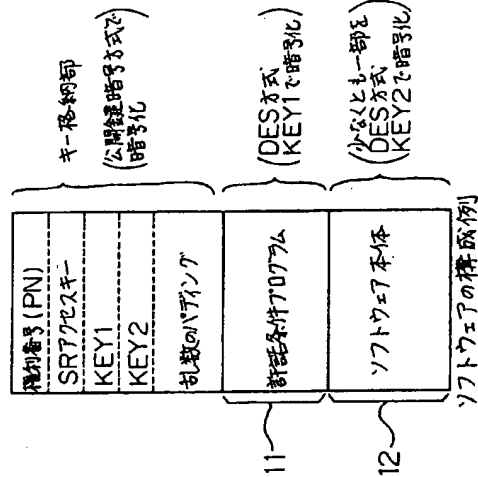 種別番号(PN)
SRアクセスキー
KEY1
KEY2
乱数のパディング
キー格納部
(公開鍵暗号方式で
暗号化)
11
許諾条件プログラム
(DES方式
KEY1で暗号化)
12
ソフトウェア本体
(少なくとも一部を
DES方式
KEY2で暗号化)
ソフトウェアの構成例